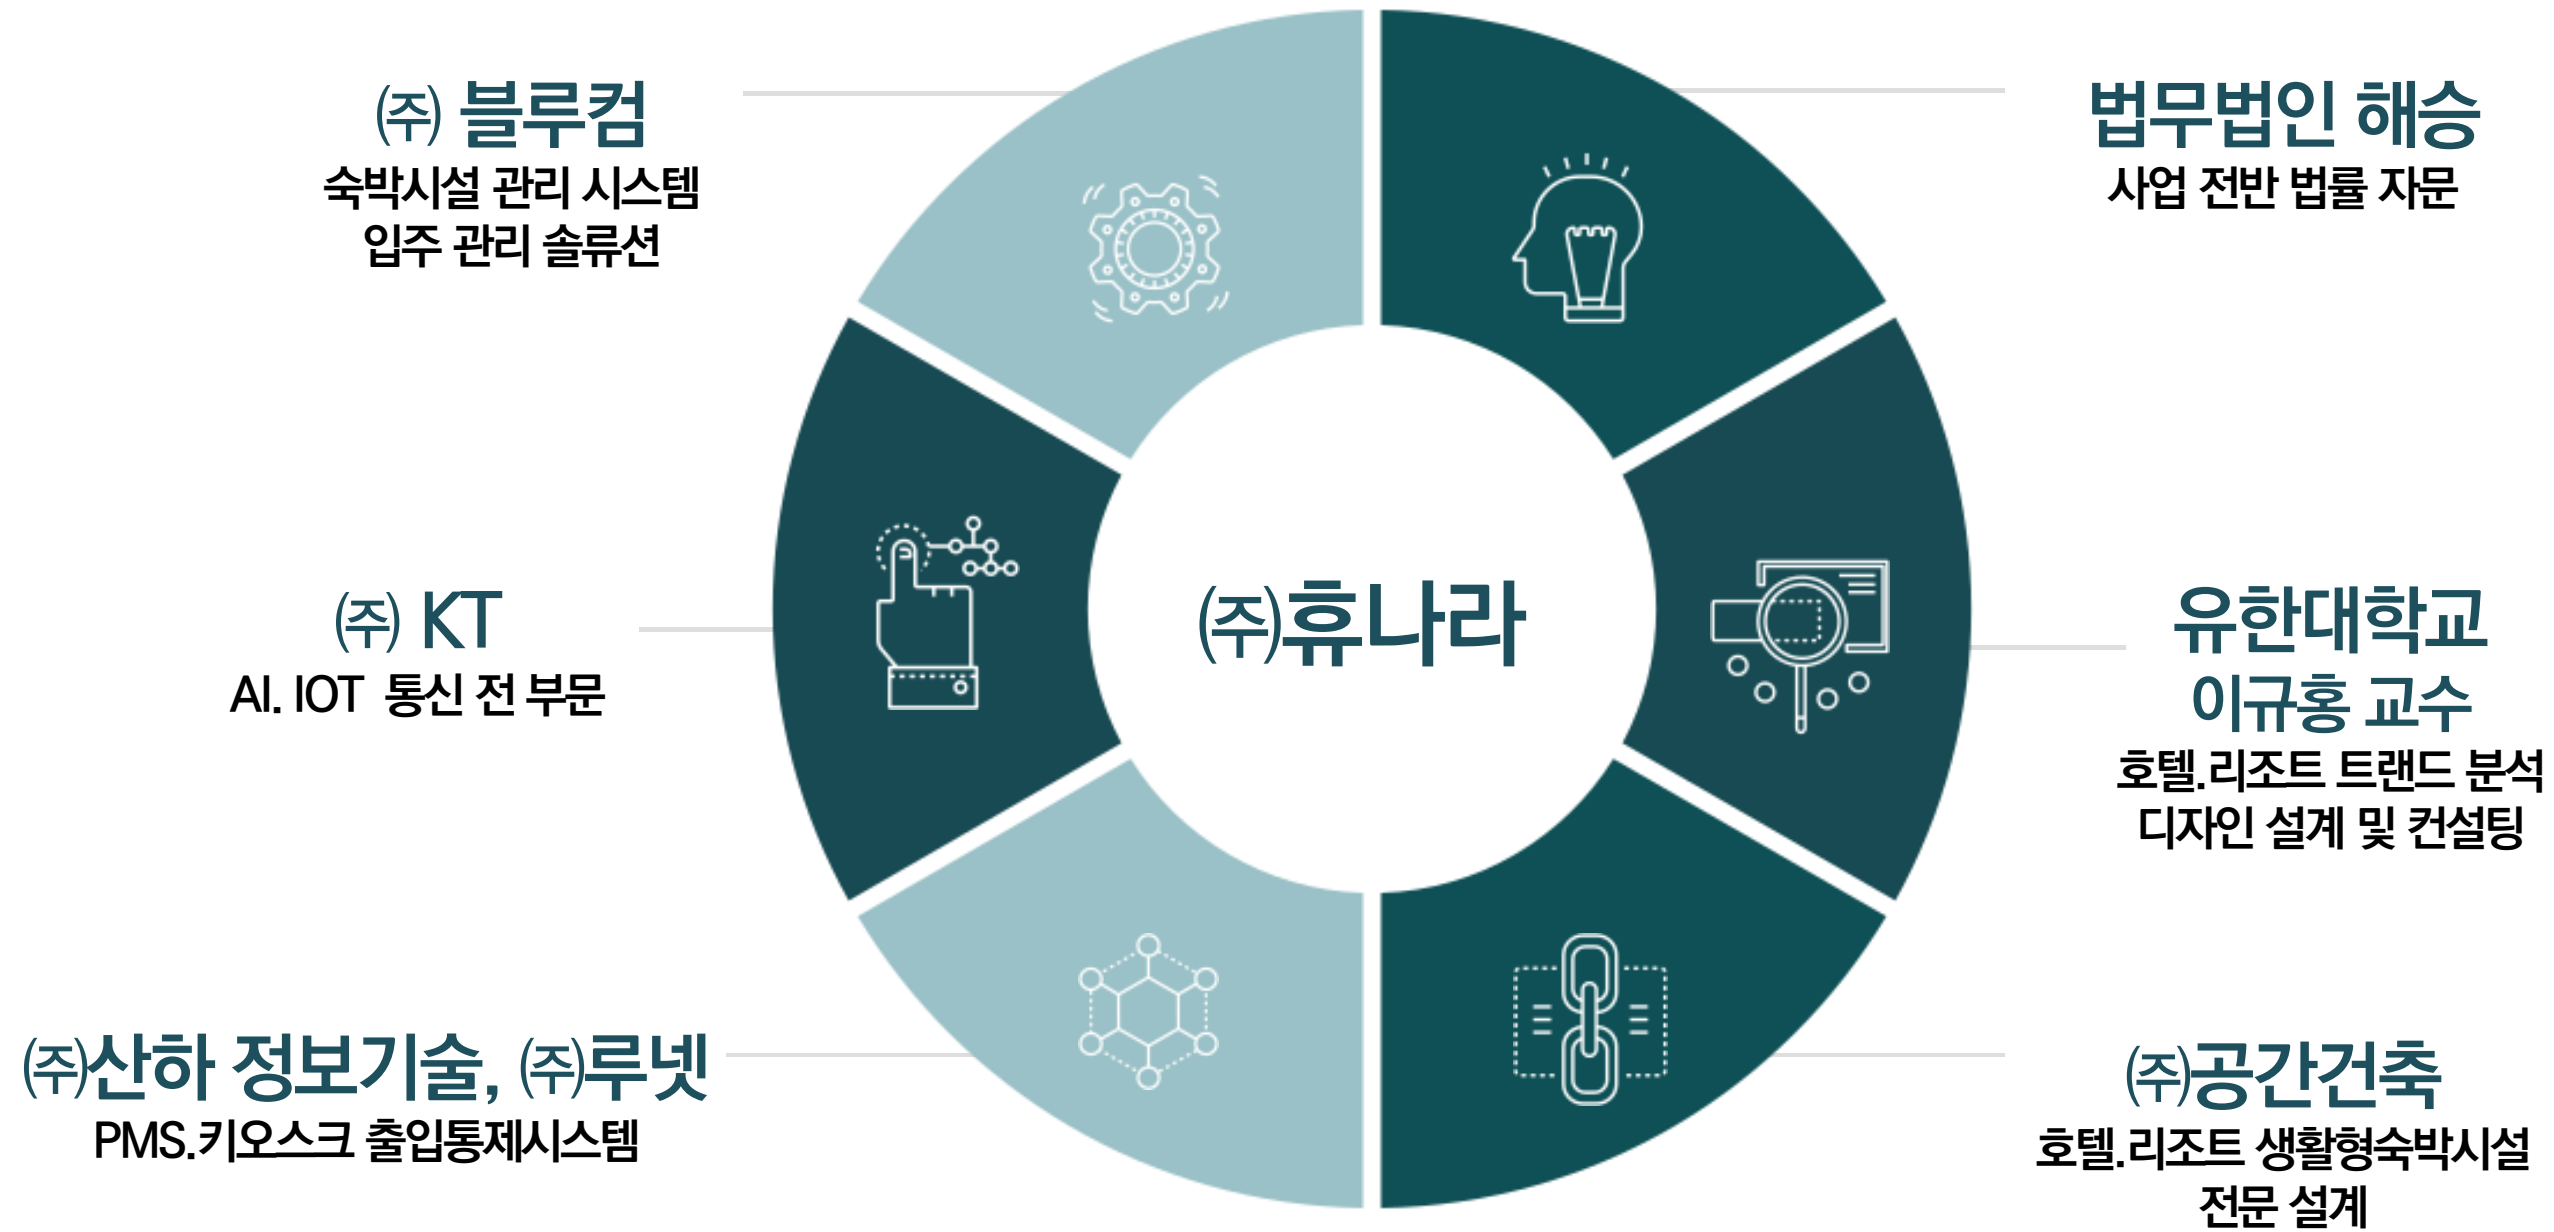 ㈜ 블루컴
숙박시설 관리 시스템
입주 관리 솔류션
법무법인 해승
사업 전반 법률 자문
㈜ KT
AI. IOT 통신 전 부문
㈜휴나라
유한대학교
이규홍 교수
호텔.리조트 트랜드 분석
디자인 설계 및 컨설팅
㈜산하 정보기술, ㈜루넷
PMS.키오스크 출입통제시스템
㈜공간건축
호텔.리조트 생활형숙박시설
전문 설계